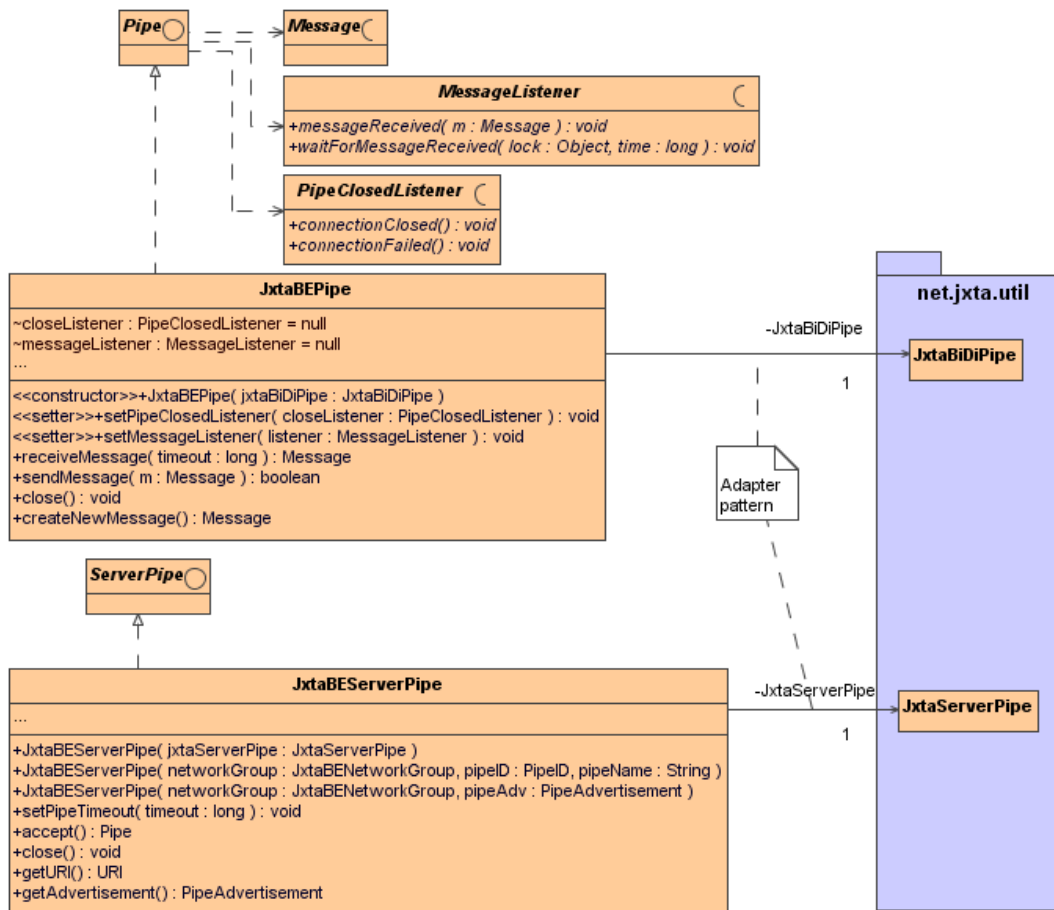 Pipe
Message
MessageListener
+messageReceived( m : Message ) : void
+waitForMessageReceived( lock : Object, time : long ) : void
PipeClosedListener
+connectionClosed() : void
+connectionFailed() : void
JxtaBEPipe
~closeListener : PipeClosedListener = null
~messageListener : MessageListener = null
...
<<constructor>>+JxtaBEPipe( jxtaBiDiPipe : JxtaBiDiPipe )
<<setter>>+setPipeClosedListener( closeListener : PipeClosedListener ) : void
<<setter>>+setMessageListener( listener : MessageListener ) : void
+receiveMessage( timeout : long ) : Message
+sendMessage( m : Message ) : boolean
+close() : void
+createNewMessage() : Message
-JxtaBiDiPipe
1
net.jxta.util
JxtaBiDiPipe
Adapter
pattern
ServerPipe
JxtaBEServerPipe
...
+JxtaBEServerPipe( jxtaServerPipe : JxtaServerPipe )
+JxtaBEServerPipe( networkGroup : JxtaBENetworkGroup, pipeID : PipeID, pipeName : String )
+JxtaBEServerPipe( networkGroup : JxtaBENetworkGroup, pipeAdv : PipeAdvertisement )
+setPipeTimeout( timeout : long ) : void
+accept() : Pipe
+close() : void
+getURI() : URI
+getAdvertisement() : PipeAdvertisement
-JxtaServerPipe
1
JxtaServerPipe